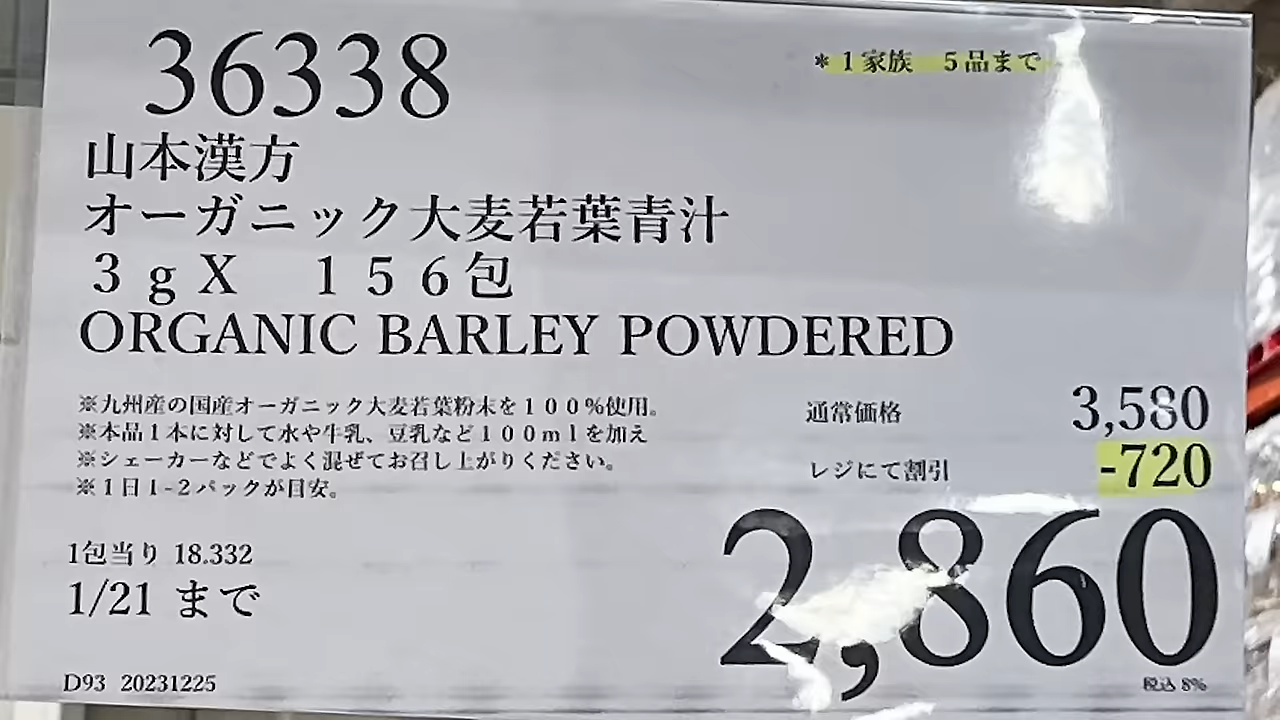 36338
＊１家族　５品まで
山本漢方
オーガニック大麦若葉青汁
３ｇＸ　１５６包
ORGANIC BARLEY POWDERED
※九州産の国産オーガニック大麦若葉粉末を１００％使用。
※本品１本に対して水や牛乳、豆乳など１００ｍｌを加え
※シェーカーなどでよく混ぜてお召し上がりください。
※１日１-２パックが目安。
通常価格 3,580
レジにて割引 -720
2,860
1包当り 18.332
1/21 まで
D93 20231225
税込 8%